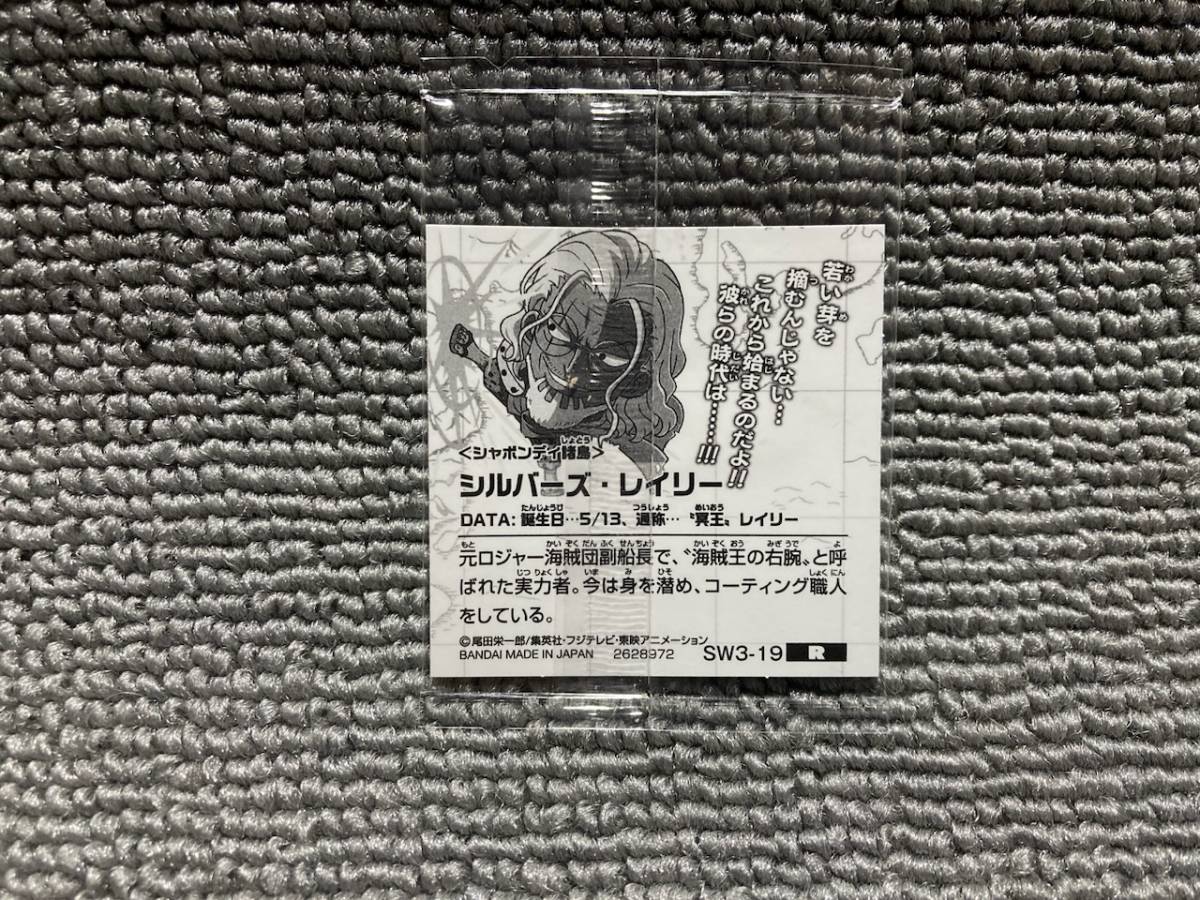 若い芽を
摘むんじゃない…
これから始まるのだよ!!
彼らの時代は……!!!
<シャボンディ諸島>
シルバーズ・レイリー
DATA: 誕生日…5/13、通称…〝冥王〟レイリー
元ロジャー海賊団副船長で、〝海賊王の右腕〟と呼
ばれた実力者。今は身を潜め、コーティング職人
をしている。
©尾田栄一郎/集英社・フジテレビ・東映アニメーション
BANDAI MADE IN JAPAN 2628972 SW3-19 R